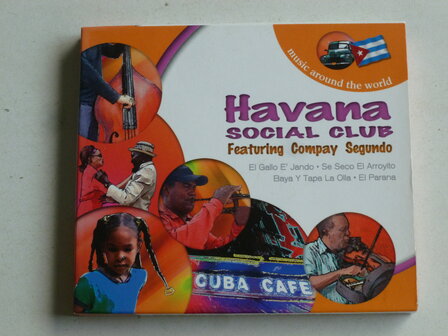 music around the world
Havana
SOCIAL CLUB
Featuring Compay Segundo
El Gallo E' Jando • Se Seco El Arroyito
Baya Y Tapa La Olla • El Parana
CUBA CAFE